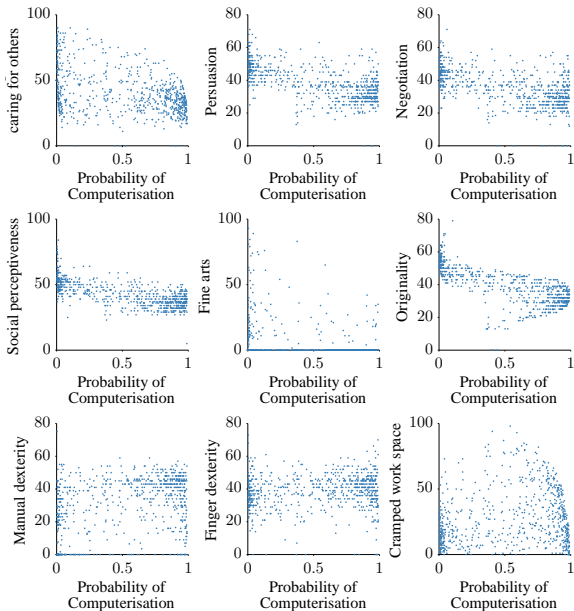 caring for others
100
50
0
0
0.5
1
Probability of
Computerisation
Persuasion
80
60
40
20
0
0
0.5
1
Probability of
Computerisation
Negotiation
80
60
40
20
0
0
0.5
1
Probability of
Computerisation
Social perceptiveness
100
50
0
0
0.5
1
Probability of
Computerisation
Fine arts
100
50
0
0
0.5
1
Probability of
Computerisation
Originality
80
60
40
20
0
0
0.5
1
Probability of
Computerisation
Manual dexterity
80
60
40
20
0
0
0.5
1
Probability of
Computerisation
Finger dexterity
80
60
40
20
0
0
0.5
1
Probability of
Computerisation
Cramped work space
100
50
0
0
0.5
1
Probability of
Computerisation